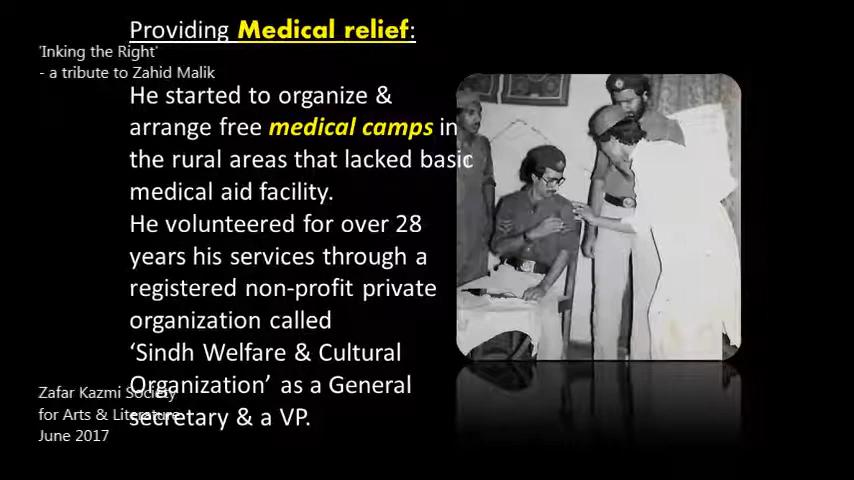 Providing Medical relief:
'Inking the Right'
- a tribute to Zahid Malik
He started to organize &
arrange free medical camps in
the rural areas that lacked basic
medical aid facility.
He volunteered for over 28
years his services through a
registered non-profit private
organization called
‘Sindh Welfare & Cultural
Organization’ as a General
secretary & a VP.
Zafar Kazmi Society
for Arts & Literature
June 2017